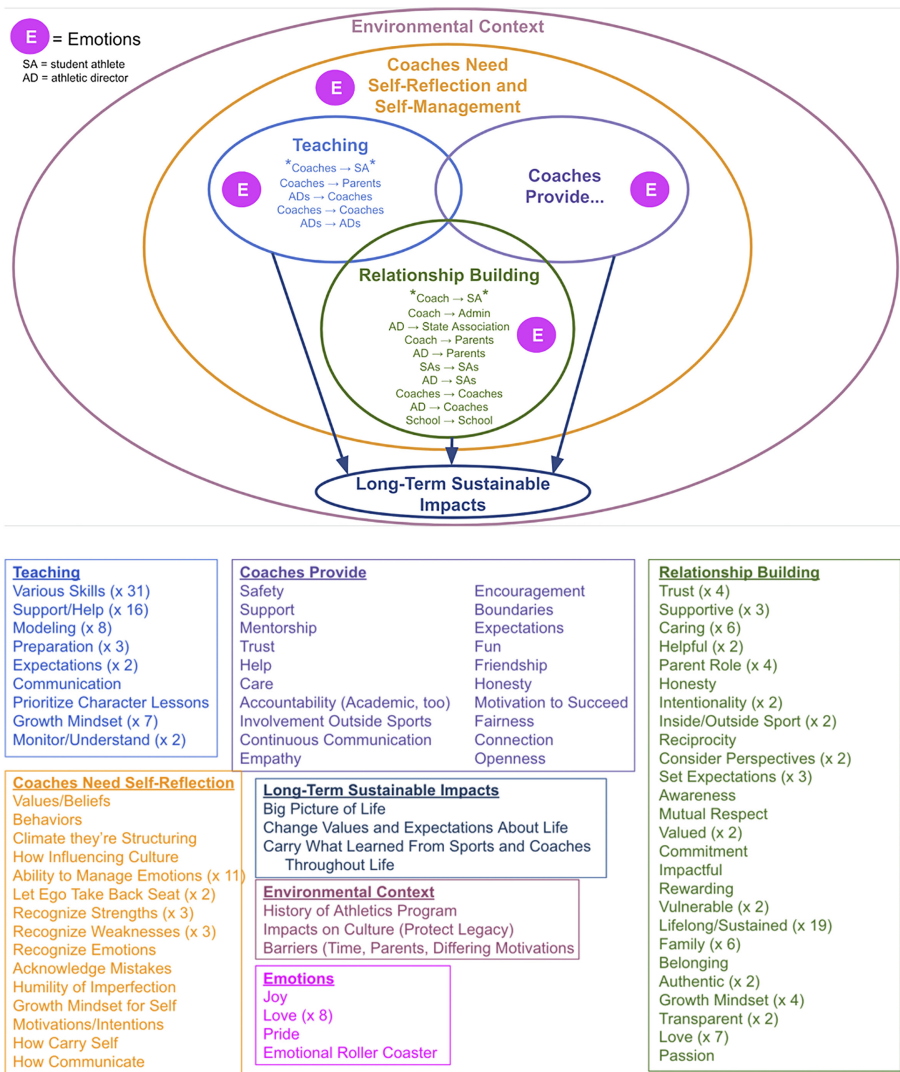 Environmental Context
E = Emotions
SA = student athlete
AD = athletic director
Coaches Need
Self-Reflection and
Self-Management
E
Teaching
*Coaches → SA*
Coaches → Parents
ADs → Coaches
Coaches → Coaches
ADs → ADs
E
Coaches
Provide...
E
Relationship Building
*Coach → SA*
Coach → Admin
AD → State Association
Coach → Parents
AD → Parents
SAs → SAs
AD → SAs
Coaches → Coaches
AD → Coaches
School → School
E
Long-Term Sustainable
Impacts
Teaching
Various Skills (x 31)
Support/Help (x 16)
Modeling (x 8)
Preparation (x 3)
Expectations (x 2)
Communication
Prioritize Character Lessons
Growth Mindset (x 7)
Monitor/Understand (x 2)
Coaches Provide
Safety
Support
Mentorship
Trust
Help
Care
Accountability (Academic, too)
Involvement Outside Sports
Continuous Communication
Empathy
Encouragement
Boundaries
Expectations
Fun
Friendship
Honesty
Motivation to Succeed
Fairness
Connection
Openness
Relationship Building
Trust (x 4)
Supportive (x 3)
Caring (x 6)
Helpful (x 2)
Parent Role (x 4)
Honesty
Intentionality (x 2)
Inside/Outside Sport (x 2)
Reciprocity
Consider Perspectives (x 2)
Set Expectations (x 3)
Awareness
Mutual Respect
Valued (x 2)
Commitment
Impactful
Rewarding
Vulnerable (x 2)
Lifelong/Sustained (x 19)
Family (x 6)
Belonging
Authentic (x 2)
Growth Mindset (x 4)
Transparent (x 2)
Love (x 7)
Passion
Coaches Need Self-Reflection
Values/Beliefs
Behaviors
Climate they're Structuring
How Influencing Culture
Ability to Manage Emotions (x 11)
Let Ego Take Back Seat (x 2)
Recognize Strengths (x 3)
Recognize Weaknesses (x 3)
Recognize Emotions
Acknowledge Mistakes
Humility of Imperfection
Growth Mindset for Self
Motivations/Intentions
How Carry Self
How Communicate
Long-Term Sustainable Impacts
Big Picture of Life
Change Values and Expectations About Life
Carry What Learned From Sports and Coaches
Throughout Life
Environmental Context
History of Athletics Program
Impacts on Culture (Protect Legacy)
Barriers (Time, Parents, Differing Motivations
Emotions
Joy
Love (x 8)
Pride
Emotional Roller Coaster